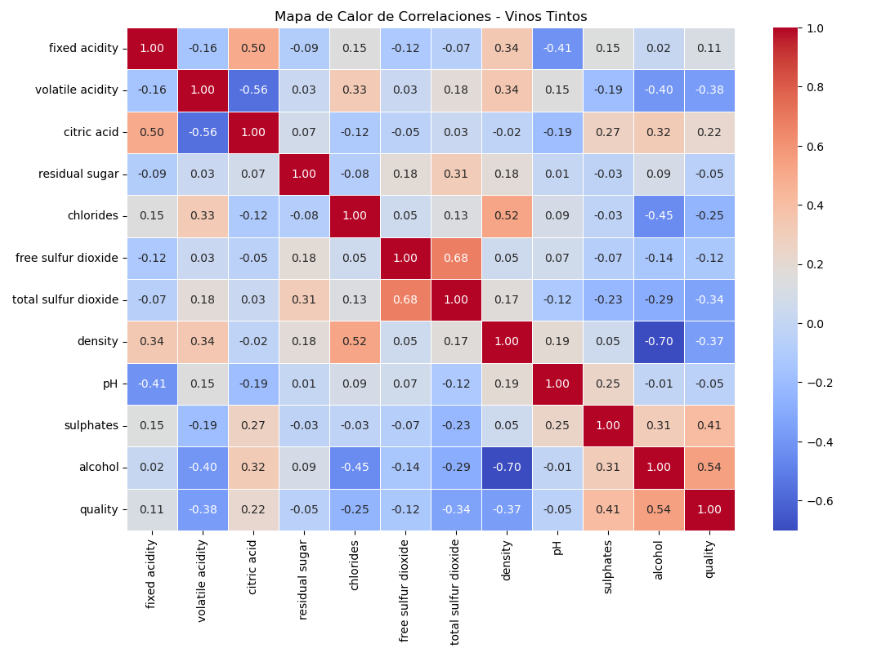 Mapa de Calor de Correlaciones - Vinos Tintos
fixed acidity 1.00 -0.16 0.50 -0.09 0.15 -0.12 -0.07 0.34 -0.41 0.15 0.02 0.11
volatile acidity -0.16 1.00 -0.56 0.03 0.33 0.03 0.18 0.34 0.15 -0.19 -0.40 -0.38
citric acid 0.50 -0.56 1.00 0.07 -0.12 -0.05 0.03 -0.02 -0.19 0.27 0.32 0.22
residual sugar -0.09 0.03 0.07 1.00 -0.08 0.18 0.31 0.18 0.01 -0.03 0.09 -0.05
chlorides 0.15 0.33 -0.12 -0.08 1.00 0.05 0.13 0.52 0.09 -0.03 -0.45 -0.25
free sulfur dioxide -0.12 0.03 -0.05 0.18 0.05 1.00 0.68 0.05 0.07 -0.07 -0.14 -0.12
total sulfur dioxide -0.07 0.18 0.03 0.31 0.13 0.68 1.00 0.17 -0.12 -0.23 -0.29 -0.34
density 0.34 0.34 -0.02 0.18 0.52 0.05 0.17 1.00 0.19 0.05 -0.70 -0.37
pH -0.41 0.15 -0.19 0.01 0.09 0.07 -0.12 0.19 1.00 0.25 -0.01 -0.05
sulphates 0.15 -0.19 0.27 -0.03 -0.03 -0.07 -0.23 0.05 0.25 1.00 0.31 0.41
alcohol 0.02 -0.40 0.32 0.09 -0.45 -0.14 -0.29 -0.70 -0.01 0.31 1.00 0.54
quality 0.11 -0.38 0.22 -0.05 -0.25 -0.12 -0.34 -0.37 -0.05 0.41 0.54 1.00
fixed acidity
volatile acidity
citric acid
residual sugar
chlorides
free sulfur dioxide
total sulfur dioxide
density
pH
sulphates
alcohol
quality
1.0
0.8
0.6
0.4
0.2
0.0
−0.2
−0.4
−0.6